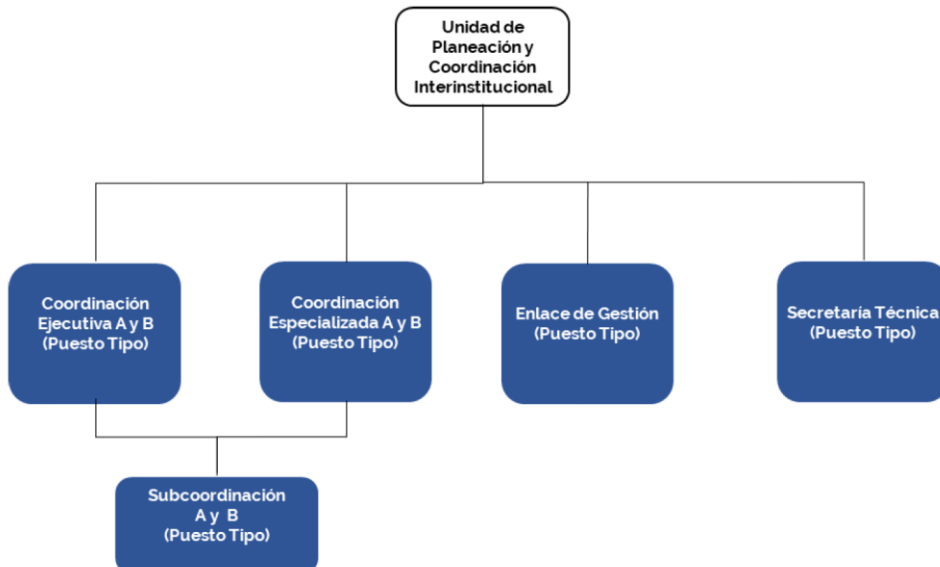 Unidad de
Planeación y
Coordinación
Interinstitucional
Coordinación
Ejecutiva A y B
(Puesto Tipo)
Coordinación
Especializada A y B
(Puesto Tipo)
Enlace de Gestión
(Puesto Tipo)
Secretaría Técnica
(Puesto Tipo)
Subcoordinación
A y B
(Puesto Tipo)